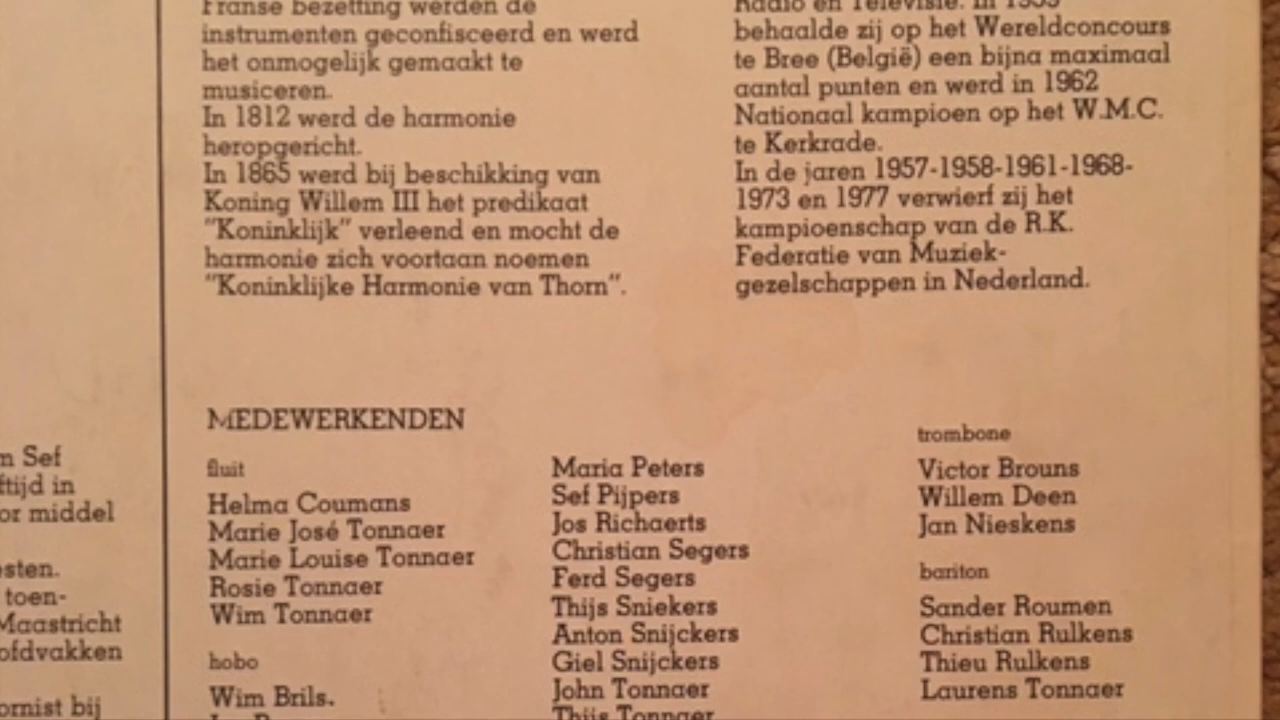 Franse bezetting werden de
instrumenten geconfisceerd en werd
het onmogelijk gemaakt te
musiceren.
In 1812 werd de harmonie
heropgericht.
In 1865 werd bij beschikking van
Koning Willem III het predikaat
"Koninklijk" verleend en mocht de
harmonie zich voortaan noemen
"Koninklijke Harmonie van Thorn".
Radio en Televisie. In
behaalde zij op het Wereldconcours
te Bree (België) een bijna maximaal
aantal punten en werd in 1962
Nationaal kampioen op het W.M.C.
te Kerkrade.
In de jaren 1957-1958-1961-1968-
1973 en 1977 verwierf zij het
kampioenschap van de R.K.
Federatie van Muziek-
gezelschappen in Nederland.
n Sef
ftijd in
or middel
esten.
toen-
Maastricht
ofdvakken
ornist bij
MEDEWERKENDEN
fluit
Helma Coumans
Marie José Tonnaer
Marie Louise Tonnaer
Rosie Tonnaer
Wim Tonnaer
hobo
Wim Brils.
Maria Peters
Sef Pijpers
Jos Richaerts
Christian Segers
Ferd Segers
Thijs Sniekers
Anton Snijckers
Giel Snijckers
John Tonnaer
Thijs Tonnaer
trombone
Victor Brouns
Willem Deen
Jan Nieskens
bariton
Sander Roumen
Christian Rulkens
Thieu Rulkens
Laurens Tonnaer